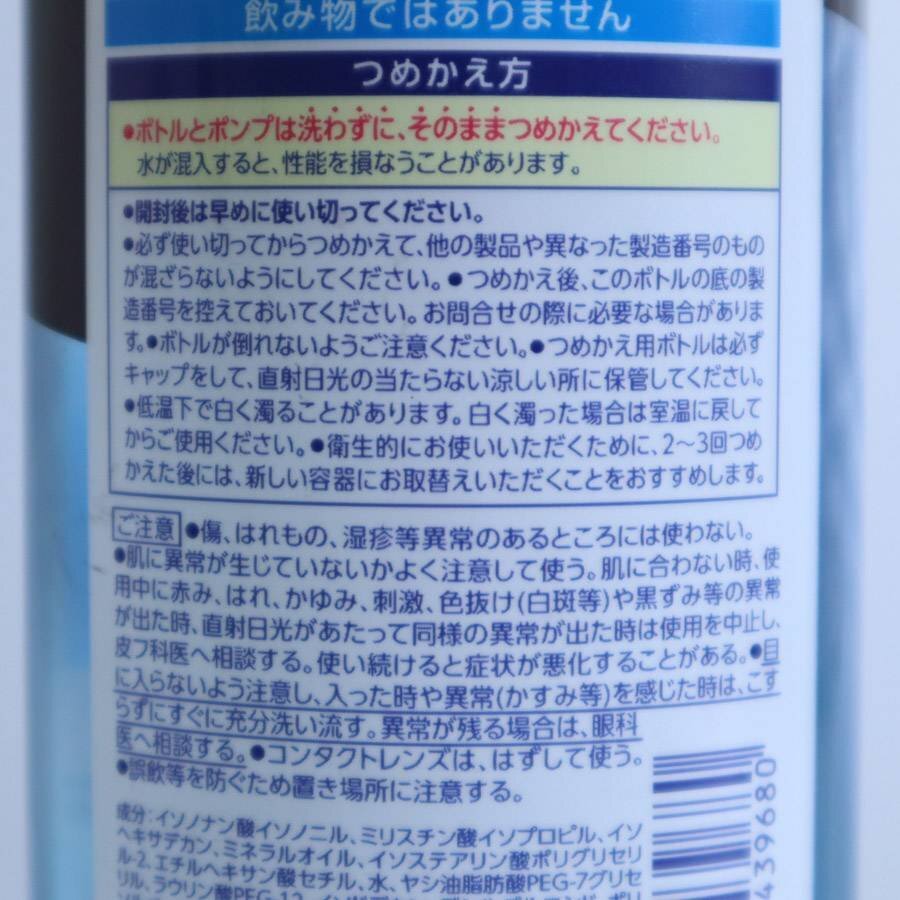 飲み物ではありません
つめかえ方
●ボトルとポンプは洗わずに、そのままつめかえてください。
水が混入すると、性能を損なうことがあります。
●開封後は早めに使い切ってください。
●必ず使い切ってからつめかえて、他の製品や異なった製造番号のもの
が混ざらないようにしてください。●つめかえ後、このボトルの底の製
造番号を控えておいてください。お問合せの際に必要な場合がありま
す。●ボトルが倒れないようご注意ください。●つめかえ用ボトルは必ず
キャップをして、直射日光の当たらない涼しい所に保管してください。
●低温下で白く濁ることがあります。白く濁った場合は室温に戻して
からご使用ください。●衛生的にお使いいただくために、2〜3回つめ
かえた後には、新しい容器にお取替えいただくことをおすすめします。
ご注意 ●傷、はれもの、湿疹等異常のあるところには使わない。
●肌に異常が生じていないかよく注意して使う。肌に合わない時、使
用中に赤み、はれ、かゆみ、刺激、色抜け(白斑等)や黒ずみ等の異常
が出た時、直射日光があたって同様の異常が出た時は使用を中止し、
皮フ科医へ相談する。使い続けると症状が悪化することがある。●目
に入らないよう注意し、入った時や異常(かすみ等)を感じた時は、こす
らずにすぐに充分洗い流す。異常が残る場合は、眼科
医へ相談する。●コンタクトレンズは、はずして使う。
●誤飲等を防ぐため置き場所に注意する。
成分:イソノナン酸イソノニル、ミリスチン酸イソプロピル、イソ
ヘキサデカン、ミネラルオイル、イソステアリン酸ポリグリセリ
ル-2、エチルヘキサン酸セチル、水、ヤシ油脂肪酸PEG-7グリセ
リル、ラウリン酸PEG-12、
439680